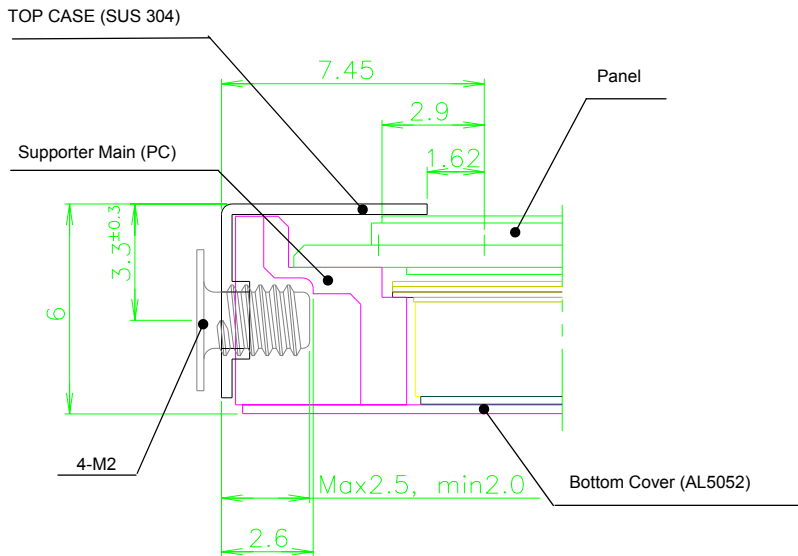 TOP CASE (SUS 304)
7.45
Panel
2.9
Supporter Main (PC)
1.62
3.3±0.3
6
4-M2
Max2.5, min2.0
Bottom Cover (AL5052)
2.6